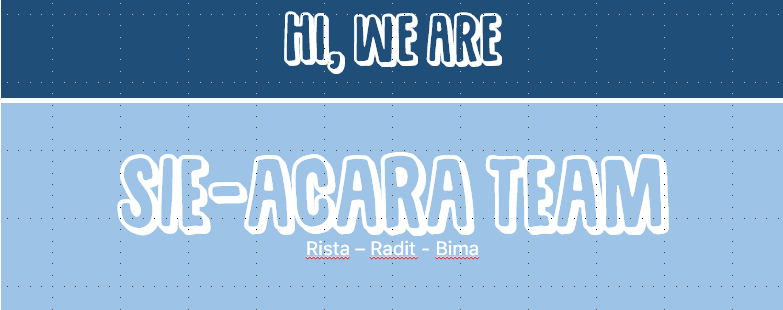 HI, WE ARE
SIE-ACARA TEAM
Rista – Radit - Bima